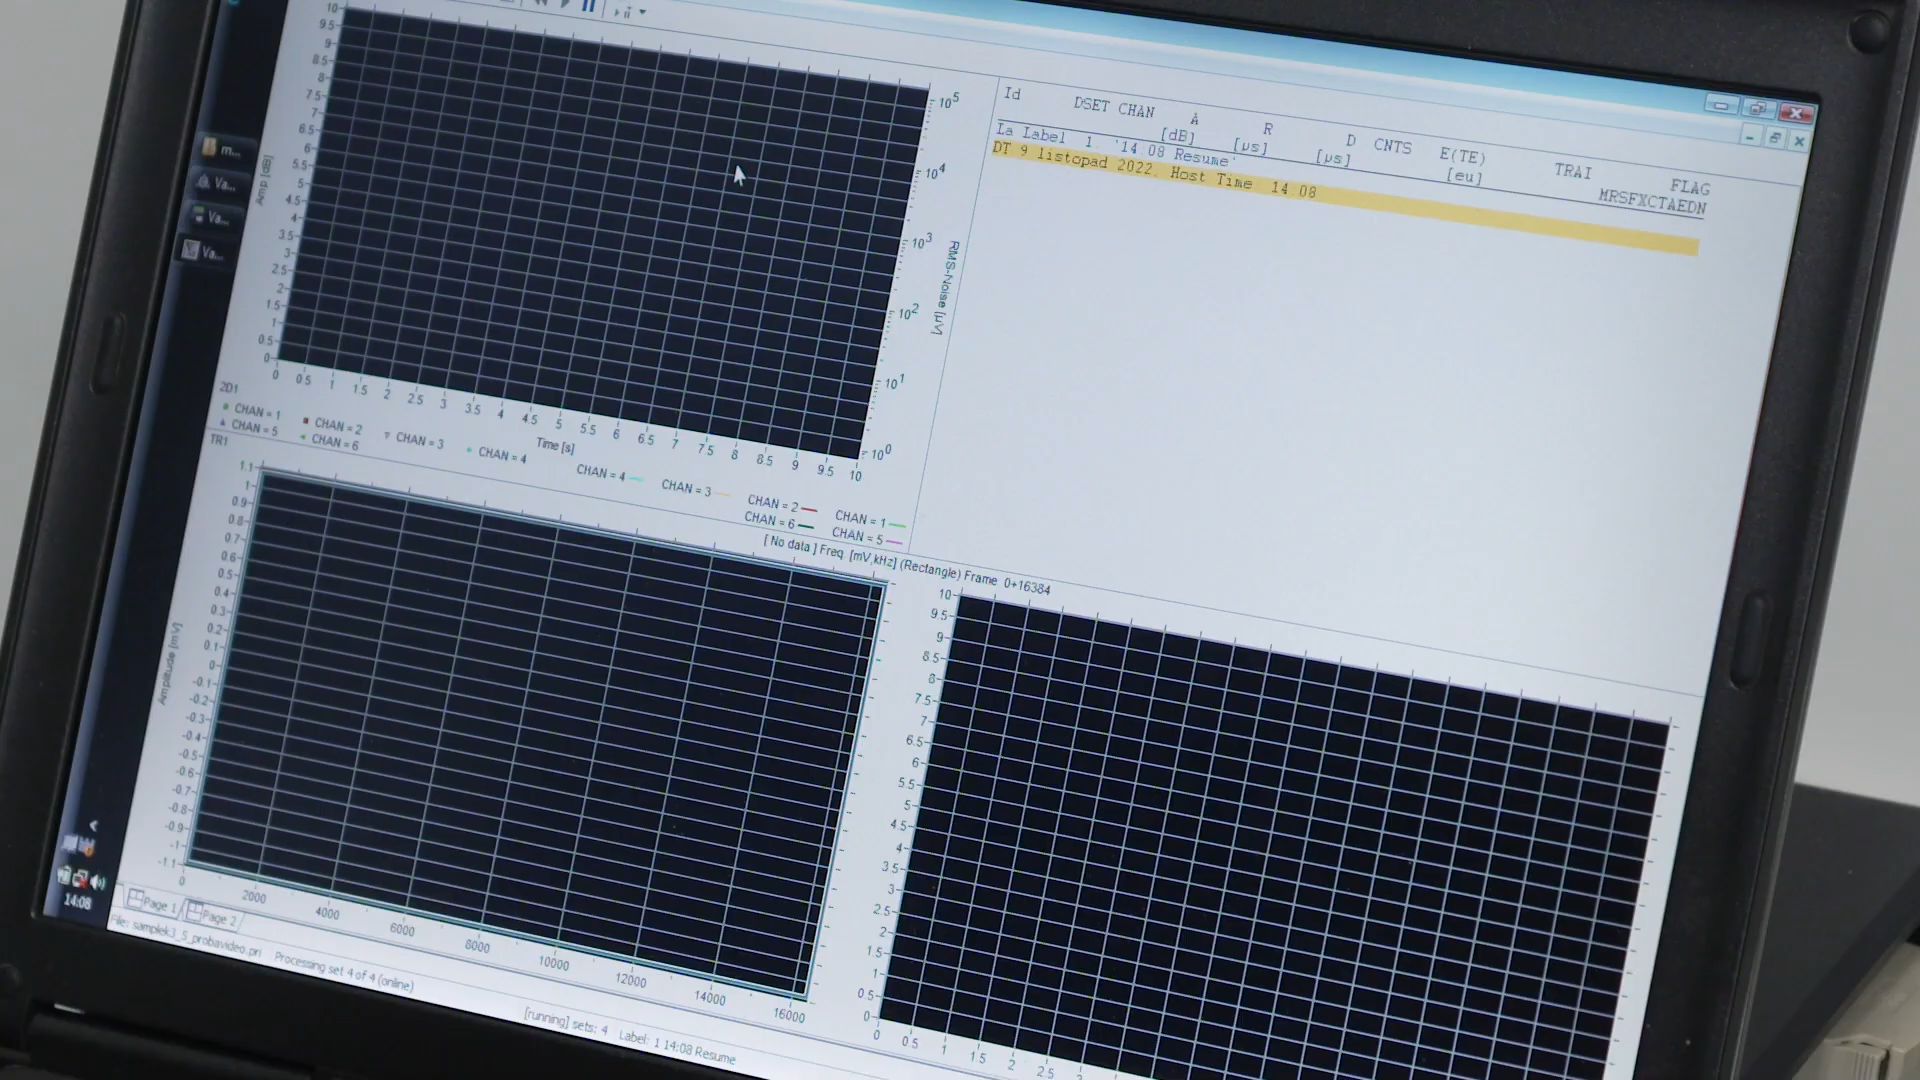 10
9.5
9
8.5
8
7.5
7
6.5
6
5.5
5
4.5
4
3.5
3
2.5
2
1.5
1
0.5
0
Amp [dB]
0 0.5 1 1.5 2 2.5 3 3.5 4 4.5 5 5.5 6 6.5 7 7.5 8 8.5 9 9.5 10
Time [s]
10^5
10^4
10^3
10^2
10^1
10^0
RMS-Noise [µV]
2D1
CHAN = 1 CHAN = 2 CHAN = 3 CHAN = 4
CHAN = 5 CHAN = 6
CHAN = 4 CHAN = 3 CHAN = 2 CHAN = 1
CHAN = 6 CHAN = 5
Id DSET CHAN A R D CNTS E(TE) TRAI FLAG
[dB] [µs] [µs] [eu] MRSFXCTAEDN
La Label 1 '14:08 Resume'
DT 9 listopad 2022. Host Time 14 08
m...
Va...
Va...
Va...
TR1
1.1
1
0.9
0.8
0.7
0.6
0.5
0.4
0.3
0.2
0.1
0
-0.1
-0.2
-0.3
-0.4
-0.5
-0.6
-0.7
-0.8
-0.9
-1
-1.1
Amplitude [mV]
0 2000 4000 6000 8000 10000 12000 14000 16000
[ No data ] Freq [mV,kHz] (Rectangle) Frame 0+16384
10
9.5
9
8.5
8
7.5
7
6.5
6
5.5
5
4.5
4
3.5
3
2.5
2
1.5
1
0.5
0
0 0.5 1 1.5 2 2.5 3
14:08
Page 1 Page 2
File: samplek3_5_probavideo.pri Processing set 4 of 4 (online)
[running] sets: 4 Label: 1 14:08 Resume